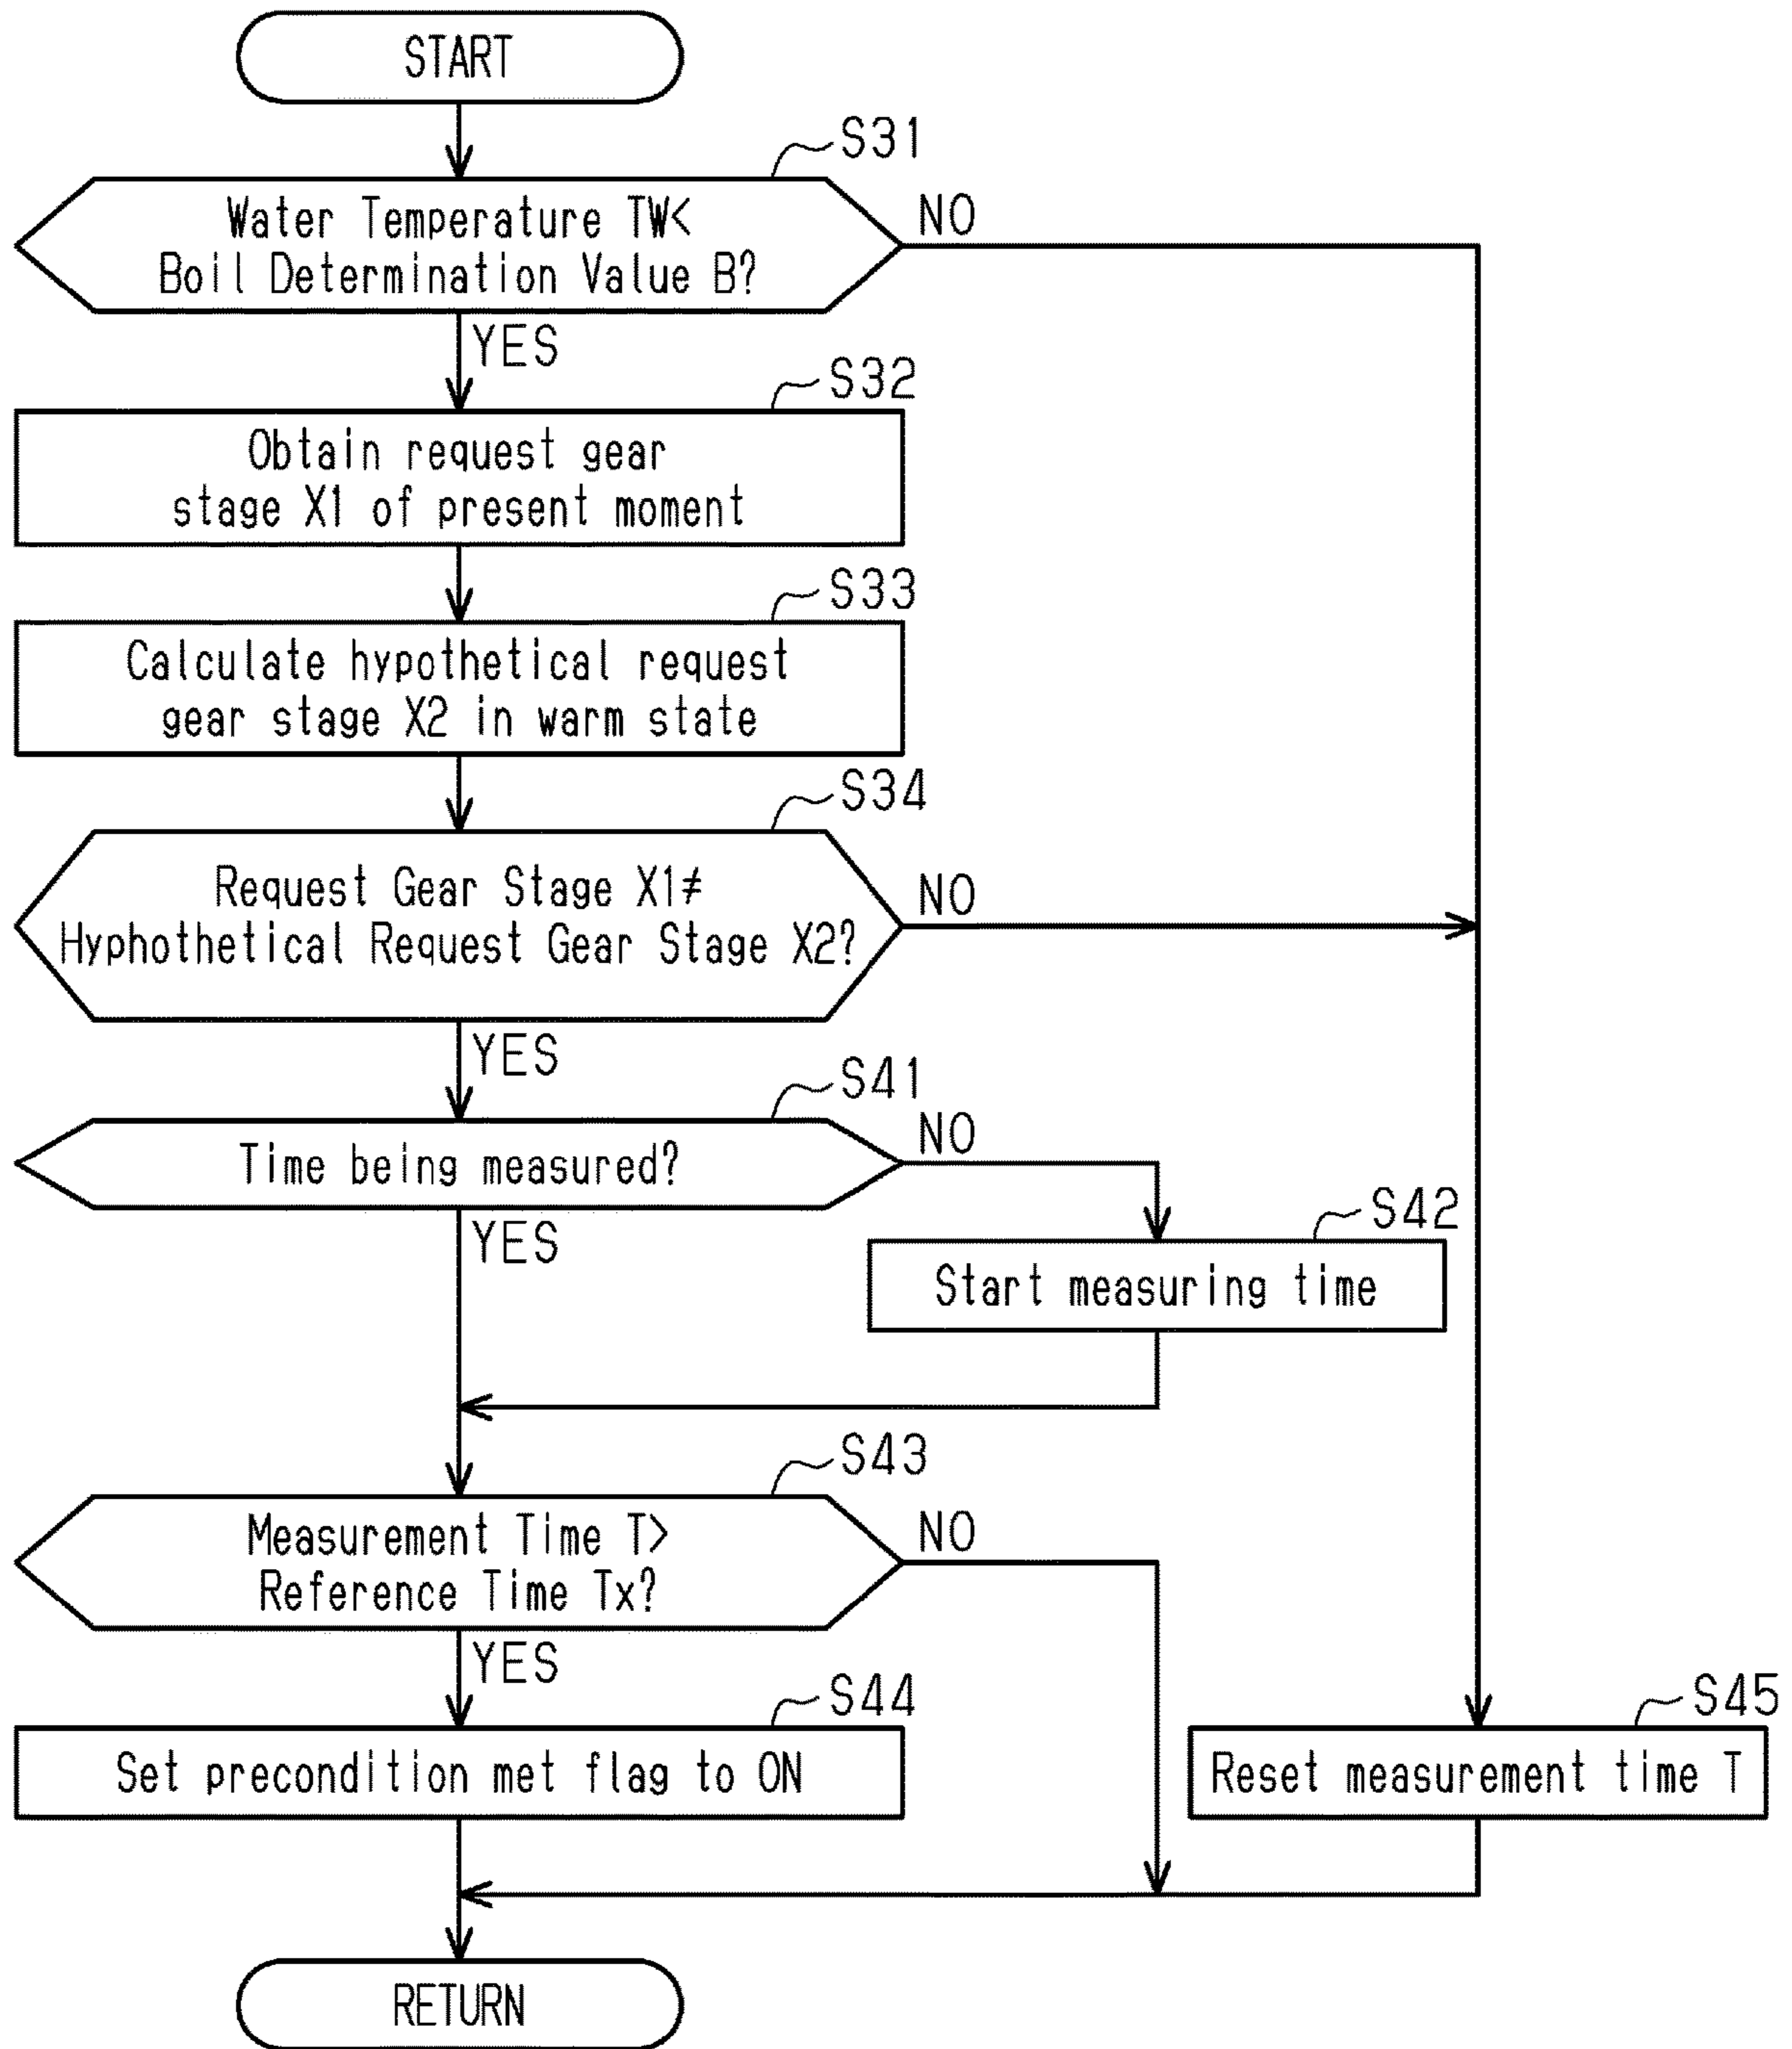 START
S31
Water Temperature TW<
Boil Determination Value B?
NO
YES
S32
Obtain request gear
stage X1 of present moment
S33
Calculate hypothetical request
gear stage X2 in warm state
S34
Request Gear Stage X1≠
Hyphothetical Request Gear Stage X2?
NO
YES
S41
Time being measured?
NO
YES
S42
Start measuring time
S43
Measurement Time T>
Reference Time Tx?
NO
YES
S44
Set precondition met flag to ON
S45
Reset measurement time T
RETURN